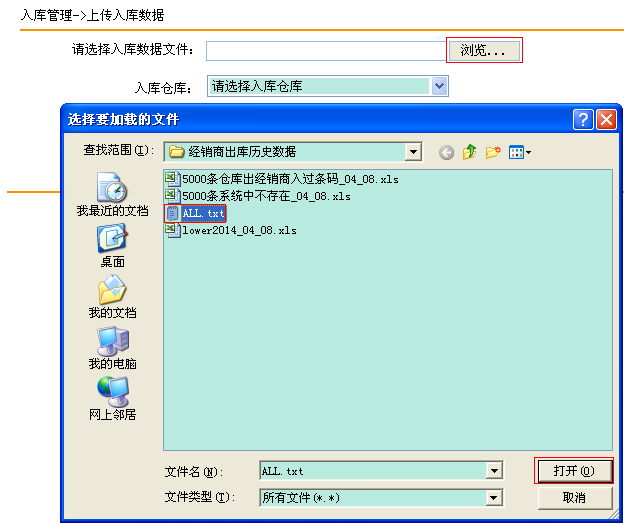 入库管理->上传入库数据
请选择入库数据文件：
浏览...
入库仓库：
请选择入库仓库
选择要加载的文件
查找范围(I):
经销商出库历史数据
5000条仓库出经销商入过条码_04_08.xls
5000条系统中不存在_04_08.xls
ALL.txt
lower2014_04_08.xls
我最近的文档
桌面
我的文档
我的电脑
网上邻居
文件名(N):
ALL.txt
打开(O)
文件类型(T):
所有文件(*.*)
取消